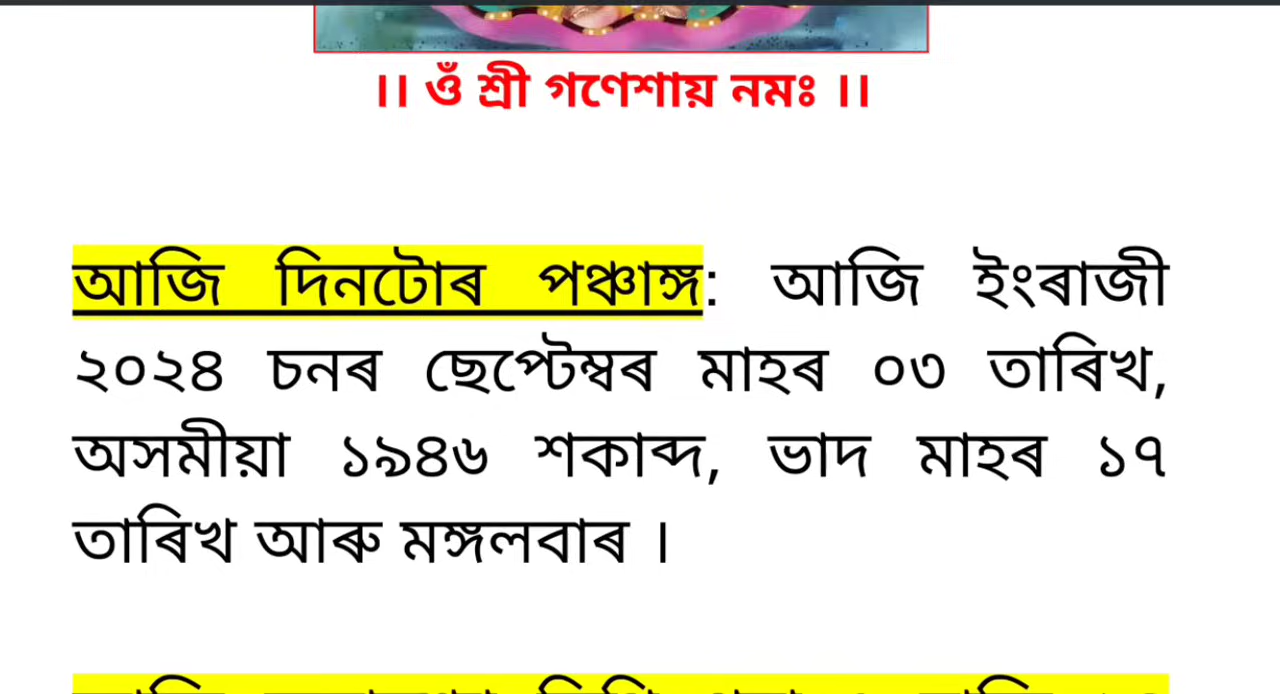 ।। ওঁ শ্ৰী গণেশায় নমঃ ।।
আজি দিনটোৰ পঞ্চাঙ্গ: আজি ইংৰাজী
২০২৪ চনৰ ছেপ্টেম্বৰ মাহৰ ০৩ তাৰিখ,
অসমীয়া ১৯৪৬ শকাব্দ, ভাদ মাহৰ ১৭
তাৰিখ আৰু মঙ্গলবাৰ ।